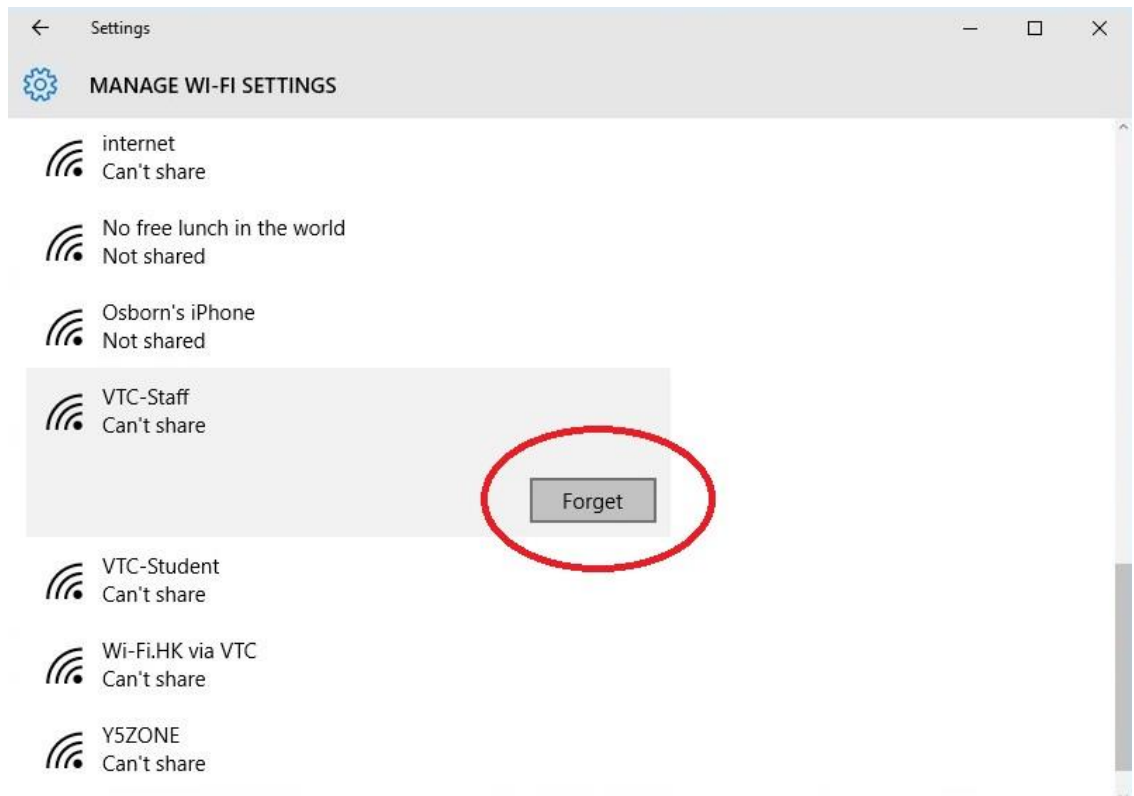 Settings
MANAGE WI-FI SETTINGS
internet
Can't share
No free lunch in the world
Not shared
Osborn's iPhone
Not shared
VTC-Staff
Can't share
Forget
VTC-Student
Can't share
Wi-Fi.HK via VTC
Can't share
Y5ZONE
Can't share